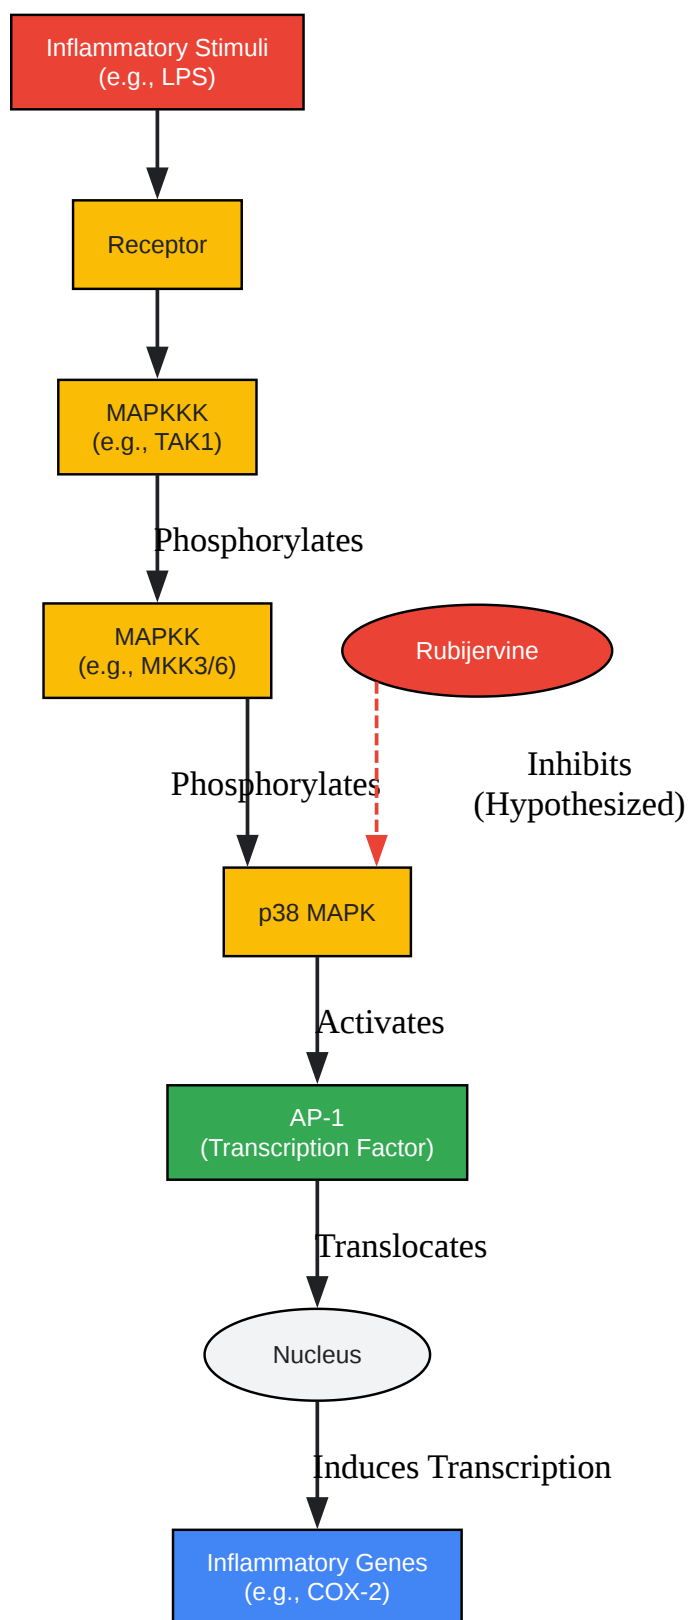 Inflammatory Stimuli
(e.g., LPS)
Receptor
MAPKKK
(e.g., TAK1)
Phosphorylates
MAPKK
(e.g., MKK3/6)
Rubijervine
Phosphorylates
Inhibits
(Hypothesized)
p38 MAPK
Activates
AP-1
(Transcription Factor)
Translocates
Nucleus
Induces Transcription
Inflammatory Genes
(e.g., COX-2)